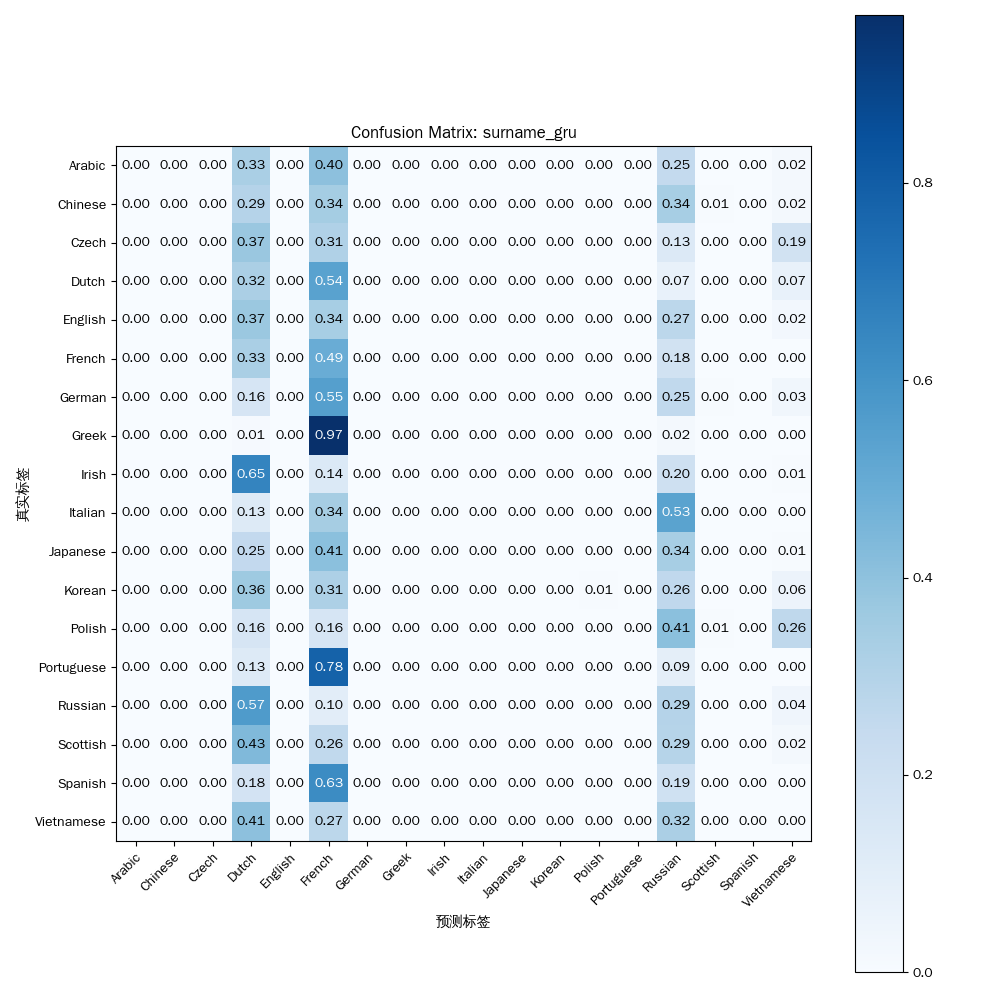 Confusion Matrix: surname_gru
真实标签
Arabic 0.00 0.00 0.00 0.33 0.00 0.40 0.00 0.00 0.00 0.00 0.00 0.00 0.00 0.00 0.25 0.00 0.00 0.02
Chinese 0.00 0.00 0.00 0.29 0.00 0.34 0.00 0.00 0.00 0.00 0.00 0.00 0.00 0.00 0.34 0.01 0.00 0.02
Czech 0.00 0.00 0.00 0.37 0.00 0.31 0.00 0.00 0.00 0.00 0.00 0.00 0.00 0.00 0.13 0.00 0.00 0.19
Dutch 0.00 0.00 0.00 0.32 0.00 0.54 0.00 0.00 0.00 0.00 0.00 0.00 0.00 0.00 0.07 0.00 0.00 0.07
English 0.00 0.00 0.00 0.37 0.00 0.34 0.00 0.00 0.00 0.00 0.00 0.00 0.00 0.00 0.27 0.00 0.00 0.02
French 0.00 0.00 0.00 0.33 0.00 0.49 0.00 0.00 0.00 0.00 0.00 0.00 0.00 0.00 0.18 0.00 0.00 0.00
German 0.00 0.00 0.00 0.16 0.00 0.55 0.00 0.00 0.00 0.00 0.00 0.00 0.00 0.00 0.25 0.00 0.00 0.03
Greek 0.00 0.00 0.00 0.01 0.00 0.97 0.00 0.00 0.00 0.00 0.00 0.00 0.00 0.00 0.02 0.00 0.00 0.00
Irish 0.00 0.00 0.00 0.65 0.00 0.14 0.00 0.00 0.00 0.00 0.00 0.00 0.00 0.00 0.20 0.00 0.00 0.01
Italian 0.00 0.00 0.00 0.13 0.00 0.34 0.00 0.00 0.00 0.00 0.00 0.00 0.00 0.00 0.53 0.00 0.00 0.00
Japanese 0.00 0.00 0.00 0.25 0.00 0.41 0.00 0.00 0.00 0.00 0.00 0.00 0.00 0.00 0.34 0.00 0.00 0.01
Korean 0.00 0.00 0.00 0.36 0.00 0.31 0.00 0.00 0.00 0.00 0.00 0.00 0.01 0.00 0.26 0.00 0.00 0.06
Polish 0.00 0.00 0.00 0.16 0.00 0.16 0.00 0.00 0.00 0.00 0.00 0.00 0.00 0.00 0.41 0.01 0.00 0.26
Portuguese 0.00 0.00 0.00 0.13 0.00 0.78 0.00 0.00 0.00 0.00 0.00 0.00 0.00 0.00 0.09 0.00 0.00 0.00
Russian 0.00 0.00 0.00 0.57 0.00 0.10 0.00 0.00 0.00 0.00 0.00 0.00 0.00 0.00 0.29 0.00 0.00 0.04
Scottish 0.00 0.00 0.00 0.43 0.00 0.26 0.00 0.00 0.00 0.00 0.00 0.00 0.00 0.00 0.29 0.00 0.00 0.02
Spanish 0.00 0.00 0.00 0.18 0.00 0.63 0.00 0.00 0.00 0.00 0.00 0.00 0.00 0.00 0.19 0.00 0.00 0.00
Vietnamese 0.00 0.00 0.00 0.41 0.00 0.27 0.00 0.00 0.00 0.00 0.00 0.00 0.00 0.00 0.32 0.00 0.00 0.00
Arabic Chinese Czech Dutch English French German Greek Irish Italian Japanese Korean Polish Portuguese Russian Scottish Spanish Vietnamese
预测标签
0.8
0.6
0.4
0.2
0.0